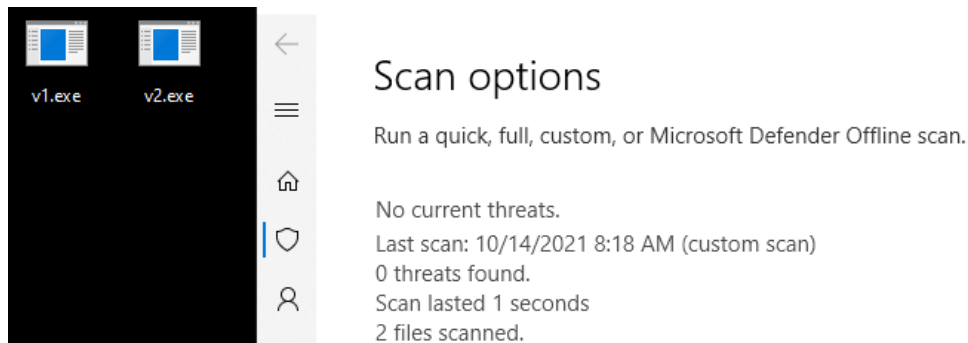 v1.exe
v2.exe
Scan options
Run a quick, full, custom, or Microsoft Defender Offline scan.
No current threats.
Last scan: 10/14/2021 8:18 AM (custom scan)
0 threats found.
Scan lasted 1 seconds
2 files scanned.